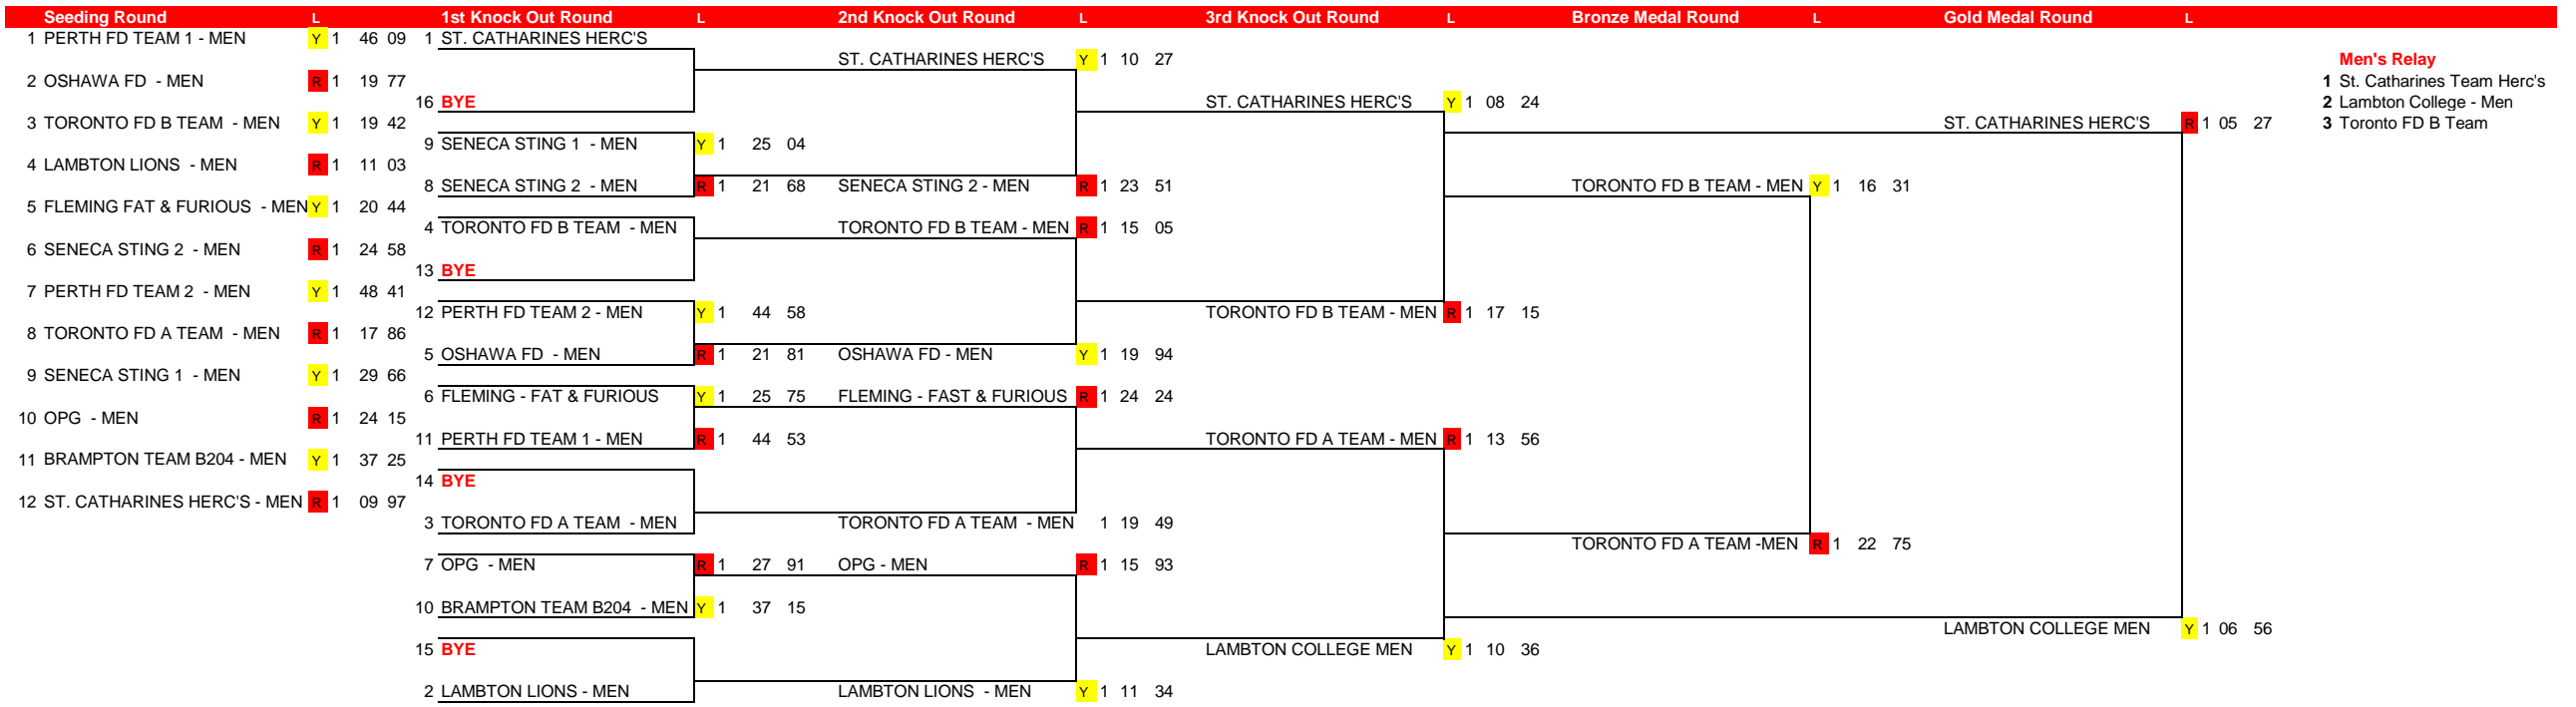 Seeding Round L 1st Knock Out Round L 2nd Knock Out Round L 3rd Knock Out Round L Bronze Medal Round L Gold Medal Round L
1 PERTH FD TEAM 1 - MEN Y 1 46 09
2 OSHAWA FD - MEN R 1 19 77
3 TORONTO FD B TEAM - MEN Y 1 19 42
4 LAMBTON LIONS - MEN R 1 11 03
5 FLEMING FAT & FURIOUS - MEN Y 1 20 44
6 SENECA STING 2 - MEN R 1 24 58
7 PERTH FD TEAM 2 - MEN Y 1 48 41
8 TORONTO FD A TEAM - MEN R 1 17 86
9 SENECA STING 1 - MEN Y 1 29 66
10 OPG - MEN R 1 24 15
11 BRAMPTON TEAM B204 - MEN Y 1 37 25
12 ST. CATHARINES HERC'S - MEN R 1 09 97
1 ST. CATHARINES HERC'S
16 BYE
9 SENECA STING 1 - MEN Y 1 25 04
8 SENECA STING 2 - MEN R 1 21 68
4 TORONTO FD B TEAM - MEN
13 BYE
12 PERTH FD TEAM 2 - MEN Y 1 44 58
5 OSHAWA FD - MEN R 1 21 81
6 FLEMING - FAT & FURIOUS Y 1 25 75
11 PERTH FD TEAM 1 - MEN R 1 44 53
14 BYE
3 TORONTO FD A TEAM - MEN
7 OPG - MEN R 1 27 91
10 BRAMPTON TEAM B204 - MEN Y 1 37 15
15 BYE
2 LAMBTON LIONS - MEN
ST. CATHARINES HERC'S Y 1 10 27
SENECA STING 2 - MEN R 1 23 51
TORONTO FD B TEAM - MEN R 1 15 05
OSHAWA FD - MEN Y 1 19 94
FLEMING - FAST & FURIOUS R 1 24 24
TORONTO FD A TEAM - MEN 1 19 49
OPG - MEN R 1 15 93
LAMBTON LIONS - MEN Y 1 11 34
ST. CATHARINES HERC'S Y 1 08 24
TORONTO FD B TEAM - MEN R 1 17 15
TORONTO FD A TEAM - MEN R 1 13 56
LAMBTON COLLEGE MEN Y 1 10 36
TORONTO FD B TEAM - MEN Y 1 16 31
TORONTO FD A TEAM -MEN R 1 22 75
ST. CATHARINES HERC'S R 1 05 27
LAMBTON COLLEGE MEN Y 1 06 56
Men's Relay
1 St. Catharines Team Herc's
2 Lambton College - Men
3 Toronto FD B Team